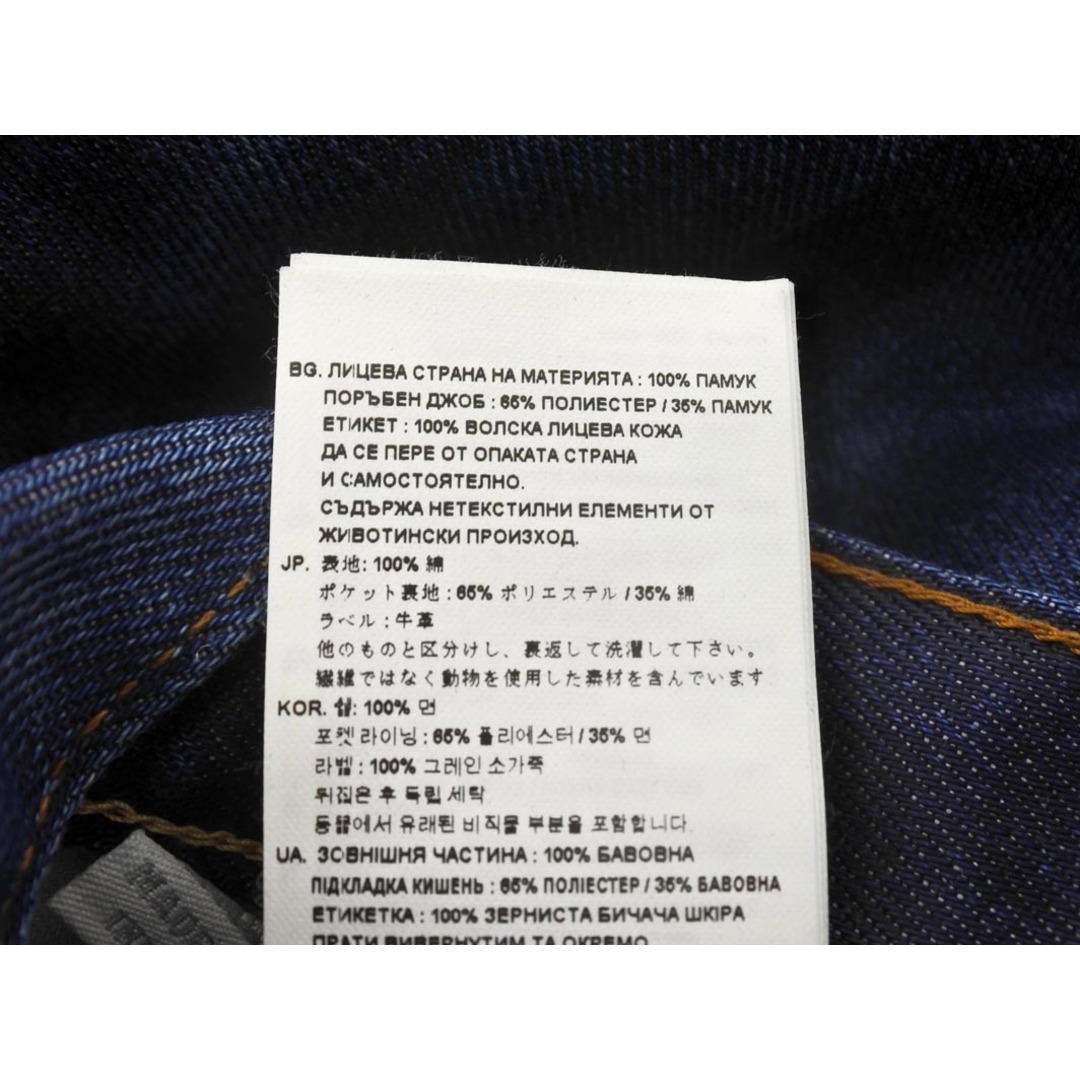 BG. ЛИЦЕВА СТРАНА НА МАТЕРИЯТА : 100% ПАМУК
ПОРЪБЕН ДЖОБ : 65% ПОЛИЕСТЕР / 35% ПАМУК
ЕТИКЕТ : 100% ВОЛСКА ЛИЦЕВА КОЖА
ДА СЕ ПЕРЕ ОТ ОПАКАТА СТРАНА
И САМОСТОЯТЕЛНО.
СЪДЪРЖА НЕТЕКСТИЛНИ ЕЛЕМЕНТИ ОТ
ЖИВОТИНСКИ ПРОИЗХОД.
JP. 表地: 100% 綿
ポケット裏地 : 65% ポリエステル / 35% 綿
ラベル : 牛革
他のものと区分けし、裏返して洗濯して下さい。
繊維ではなく動物を使用した素材を含んでいます
KOR. 쉘: 100% 면
포켓 라이닝 : 65% 폴리에스터 / 35% 면
라벨 : 100% 그레인 소가죽
뒤집은 후 독립 세탁
동물에서 유래된 비직물 부분을 포함합니다.
UA. ЗОВНІШНЯ ЧАСТИНА : 100% БАВОВНА
ПІДКЛАДКА КИШЕНЬ : 65% ПОЛІЕСТЕР / 35% БАВОВНА
ЕТИКЕТКА : 100% ЗЕРНИСТА БИЧАЧА ШКІРА
ПРАТИ ВИВЕРНУТИМ ТА ОКРЕМО